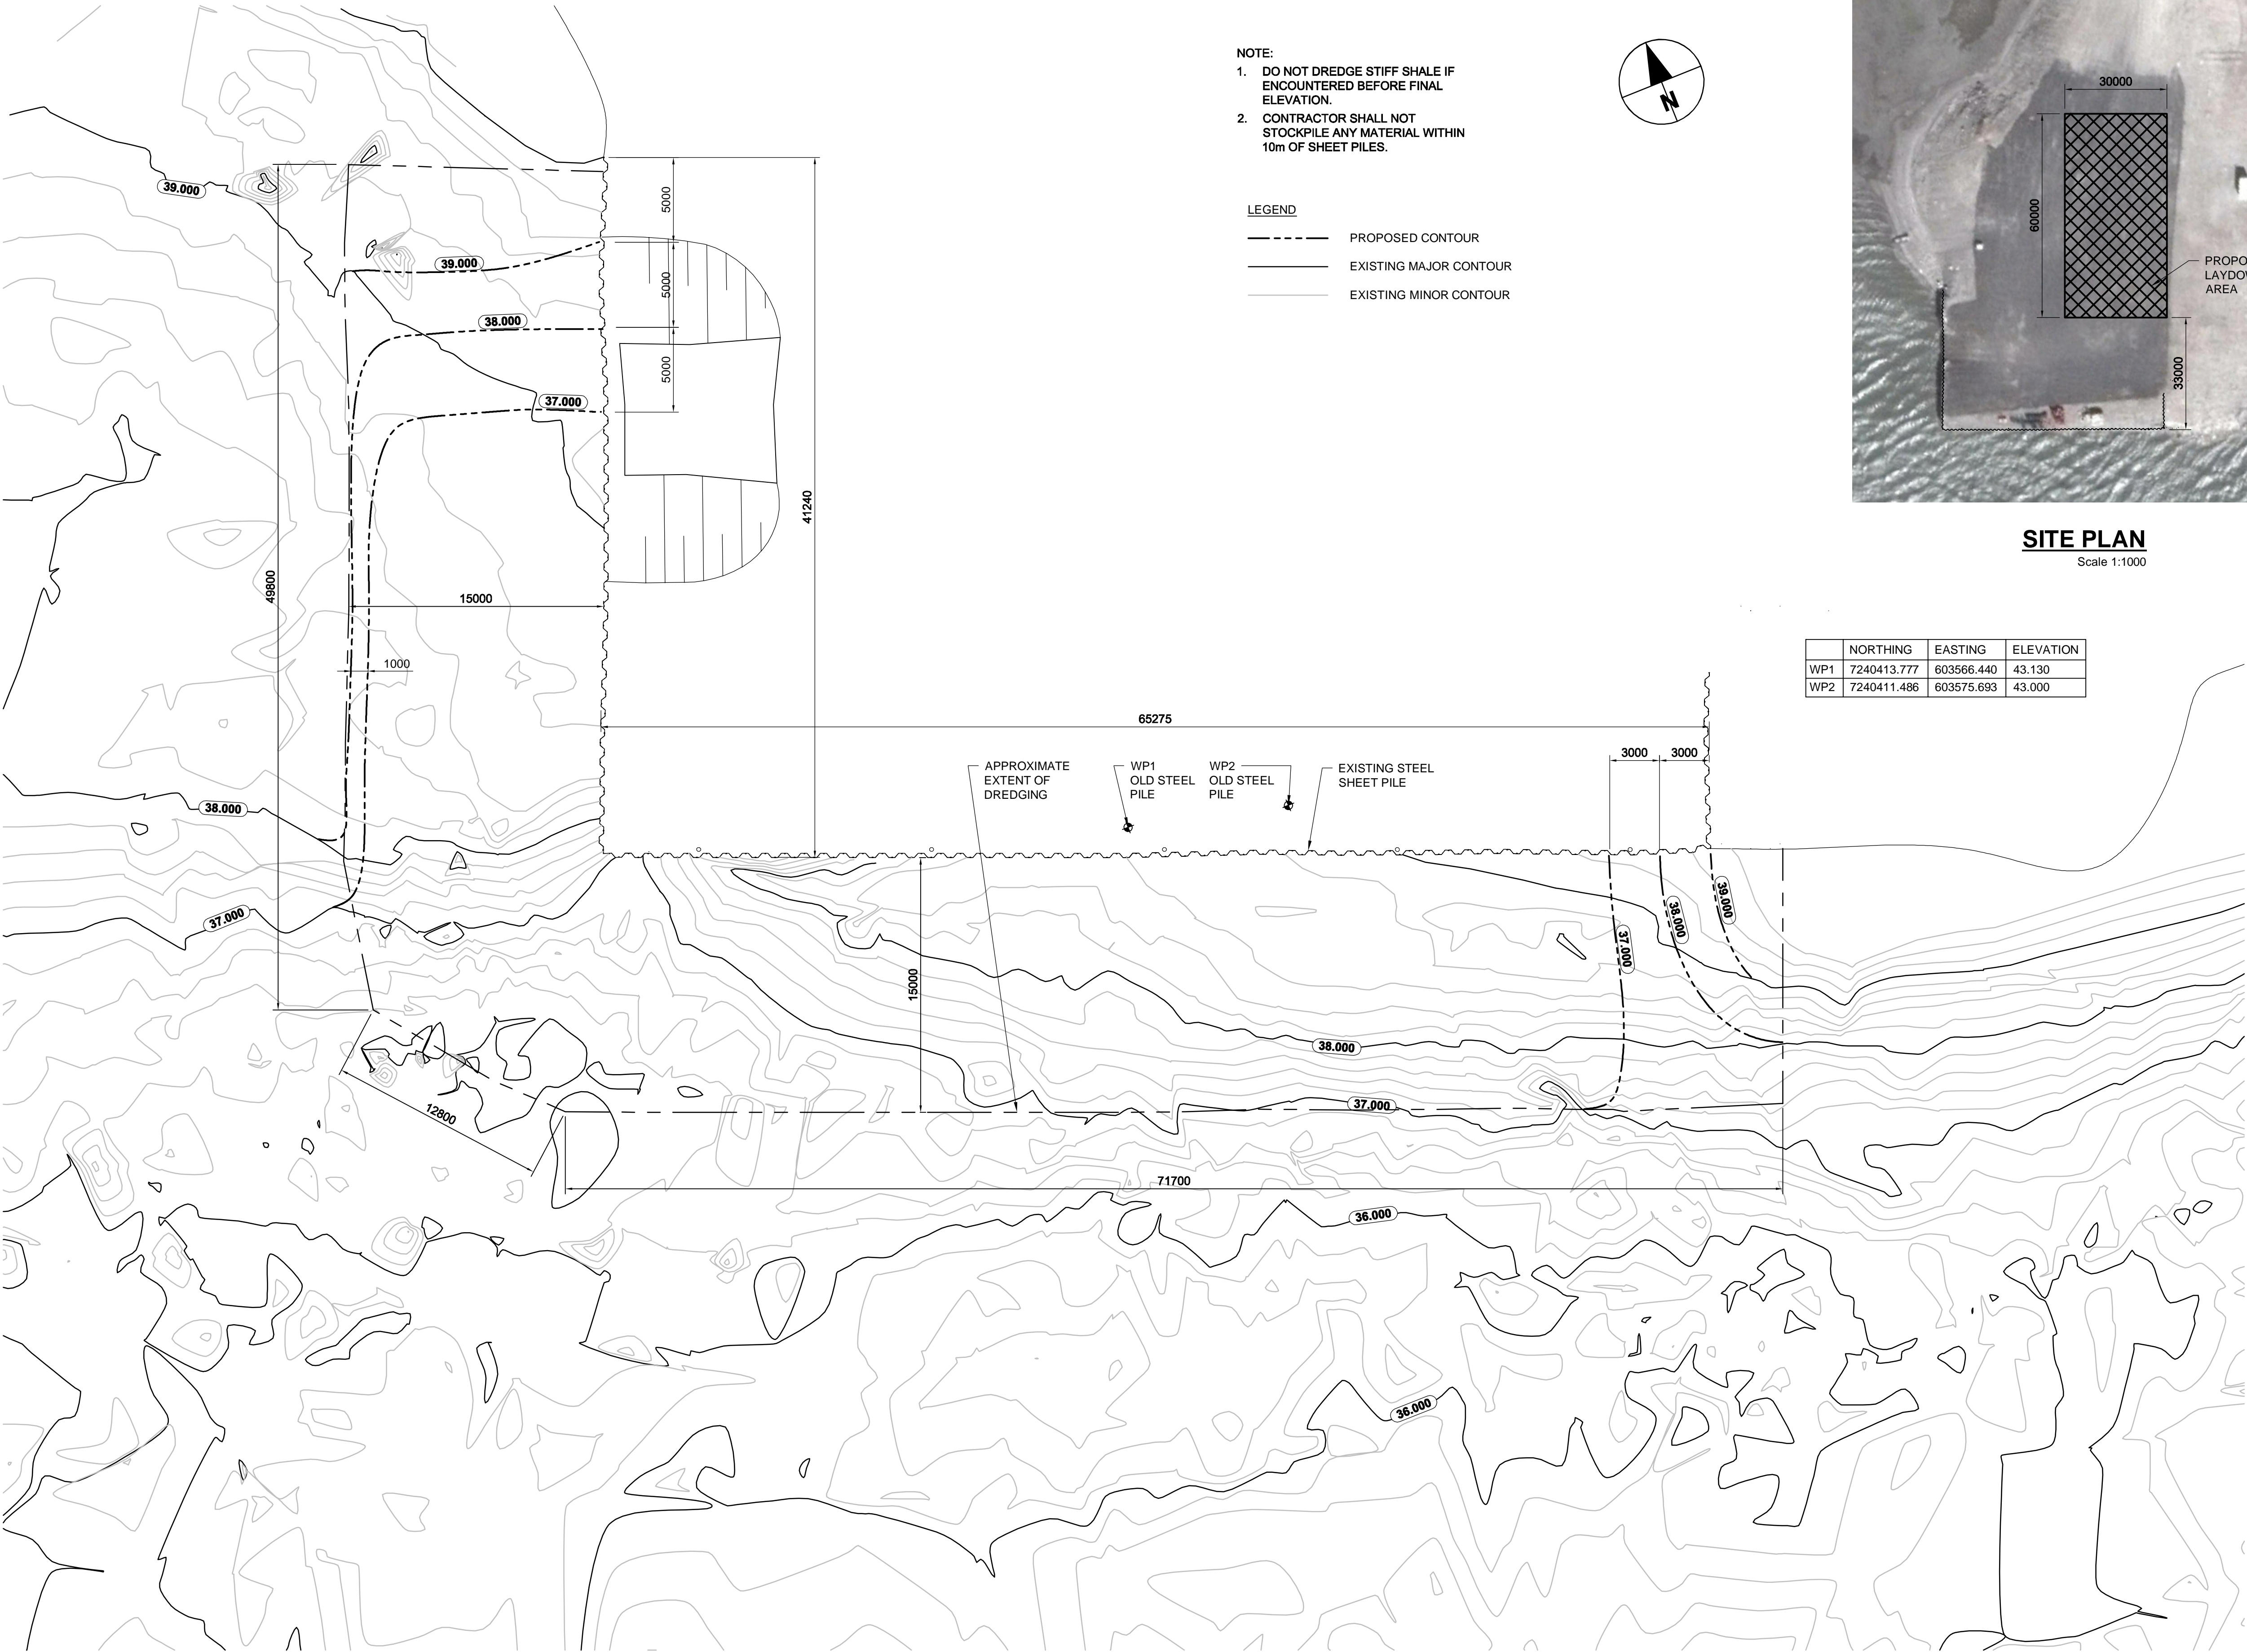 NOTE:
1. DO NOT DREDGE STIFF SHALE IF
ENCOUNTERED BEFORE FINAL
ELEVATION.
2. CONTRACTOR SHALL NOT
STOCKPILE ANY MATERIAL WITHIN
10m OF SHEET PILES.
N
LEGEND
PROPOSED CONTOUR
EXISTING MAJOR CONTOUR
EXISTING MINOR CONTOUR
30000
60000
33000
PROPO
LAYDOW
AREA
SITE PLAN
Scale 1:1000
NORTHING EASTING ELEVATION
WP1 7240413.777 603566.440 43.130
WP2 7240411.486 603575.693 43.000
39.000
39.000
38.000
37.000
5000
5000
5000
41240
49800
15000
1000
65275
3000 3000
APPROXIMATE
EXTENT OF
DREDGING
WP1
OLD STEEL
PILE
WP2
OLD STEEL
PILE
EXISTING STEEL
SHEET PILE
38.000
37.000
39.000
38.000
37.000
15000
38.000
37.000
12800
71700
36.000
36.000